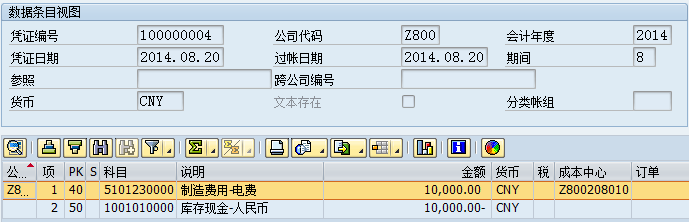 数据条目视图
凭证编号 100000004 公司代码 Z800 会计年度 2014
凭证日期 2014.08.20 过帐日期 2014.08.20 期间 8
参照 跨公司编号
货币 CNY 文本存在 分类帐组
公... 项 PK S 科目 说明 金额 货币 税 成本中心 订单
Z8... 1 40 5101230000 制造费用-电费 10,000.00 CNY Z800208010
2 50 1001010000 库存现金-人民币 10,000.00- CNY